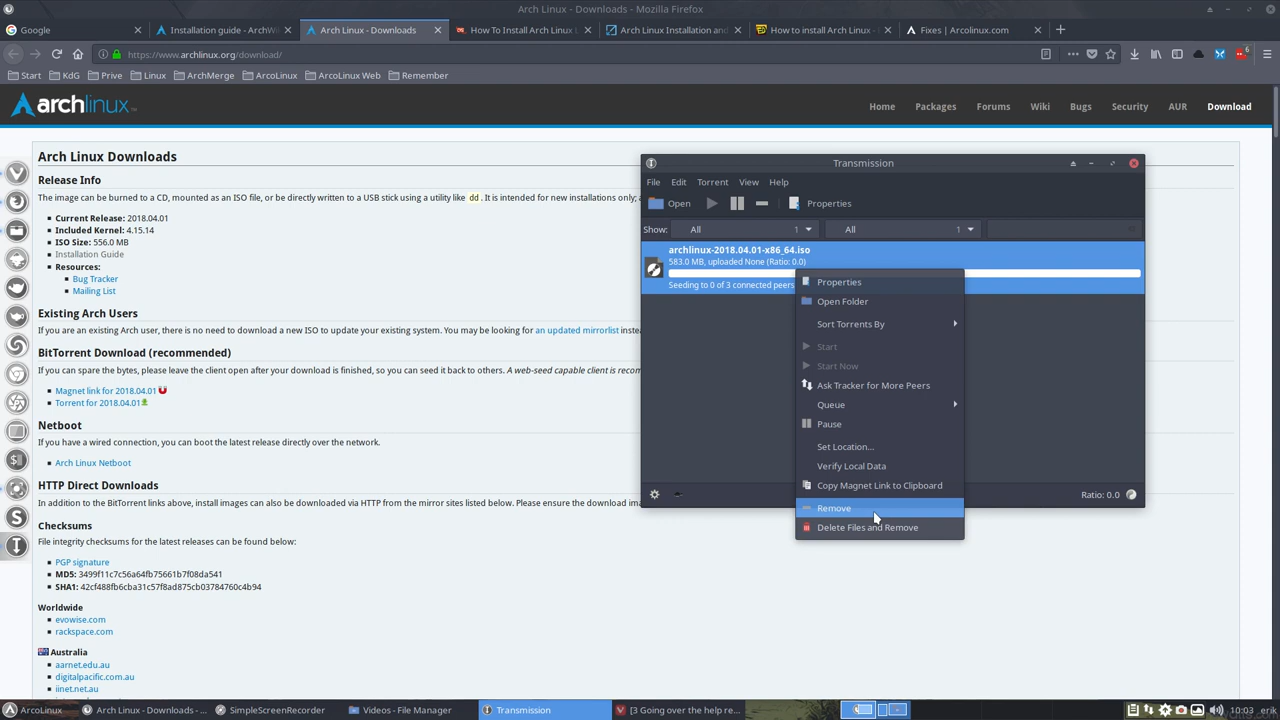 Arch Linux - Downloads - Mozilla Firefox
Google
Installation guide - ArchWi
Arch Linux - Downloads
How To Install Arch Linux L
Arch Linux Installation and
How to install Arch Linux -
Fixes | Arcolinux.com
https://www.archlinux.org/download/
6
Start
KdG
Prive
Linux
ArchMerge
ArcoLinux
ArcoLinux Web
Remember
archlinux
Home
Packages
Forums
Wiki
Bugs
Security
AUR
Download
Arch Linux Downloads
Release Info
The image can be burned to a CD, mounted as an ISO file, or be directly written to a USB stick using a utility like dd. It is intended for new installations only;
Current Release: 2018.04.01
Included Kernel: 4.15.14
ISO Size: 556.0 MB
Installation Guide
Resources:
Bug Tracker
Mailing List
Existing Arch Users
If you are an existing Arch user, there is no need to download a new ISO to update your existing system. You may be looking for an updated mirrorlist
BitTorrent Download (recommended)
If you can spare the bytes, please leave the client open after your download is finished, so you can seed it back to others. A web-seed capable client is
Magnet link for 2018.04.01
Torrent for 2018.04.01
Netboot
If you have a wired connection, you can boot the latest release directly over the network.
Arch Linux Netboot
HTTP Direct Downloads
In addition to the BitTorrent links above, install images can also be downloaded via HTTP from the mirror sites listed below. Please ensure the download
Checksums
File integrity checksums for the latest releases can be found below:
PGP signature
MD5: 3499f11c7c56a64fb75661b7f08da541
SHA1: 42cf488fb6cba31c57f8ad875cb03784760c4b94
Worldwide
evowise.com
rackspace.com
Australia
aarnet.edu.au
digitalpacific.com.au
iinet.net.au
Transmission
File
Edit
Torrent
View
Help
Open
Properties
Show:
All
1
All
1
archlinux-2018.04.01-x86_64.iso
583.0 MB, uploaded None (Ratio: 0.0)
Seeding to 0 of 3 connected peers
Properties
Open Folder
Sort Torrents By
Start
Start Now
Ask Tracker for More Peers
Queue
Pause
Set Location...
Verify Local Data
Copy Magnet Link to Clipboard
Remove
Delete Files and Remove
Ratio: 0.0
ArcoLinux
Arch Linux - Downloads - ...
SimpleScreenRecorder
Videos - File Manager
Transmission
[3 Going over the help re...
10:03
erik